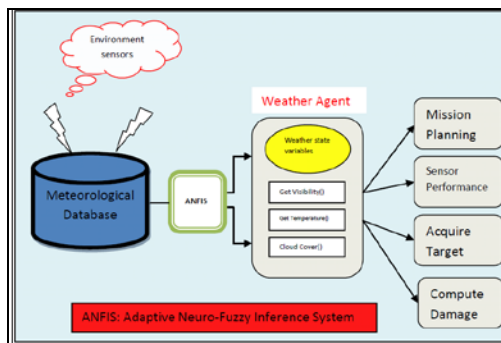 Environment
sensors
Weather Agent
Meteorological
Database
ANFIS
Weather state
variables
Get Visibility()
Get Temperature()
Cloud Cover()
Mission
Planning
Sensor
Performance
Acquire
Target
Compute
Damage
ANFIS: Adaptive Neuro-Fuzzy Inference System